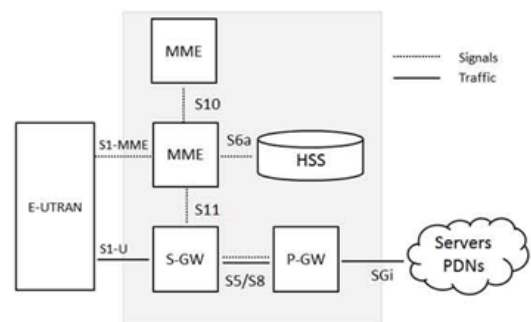 MME
Signals
Traffic
S10
S1-MME
MME
S6a
HSS
E-UTRAN
S11
S1-U
S-GW
S5/S8
P-GW
SGi
Servers
PDNs